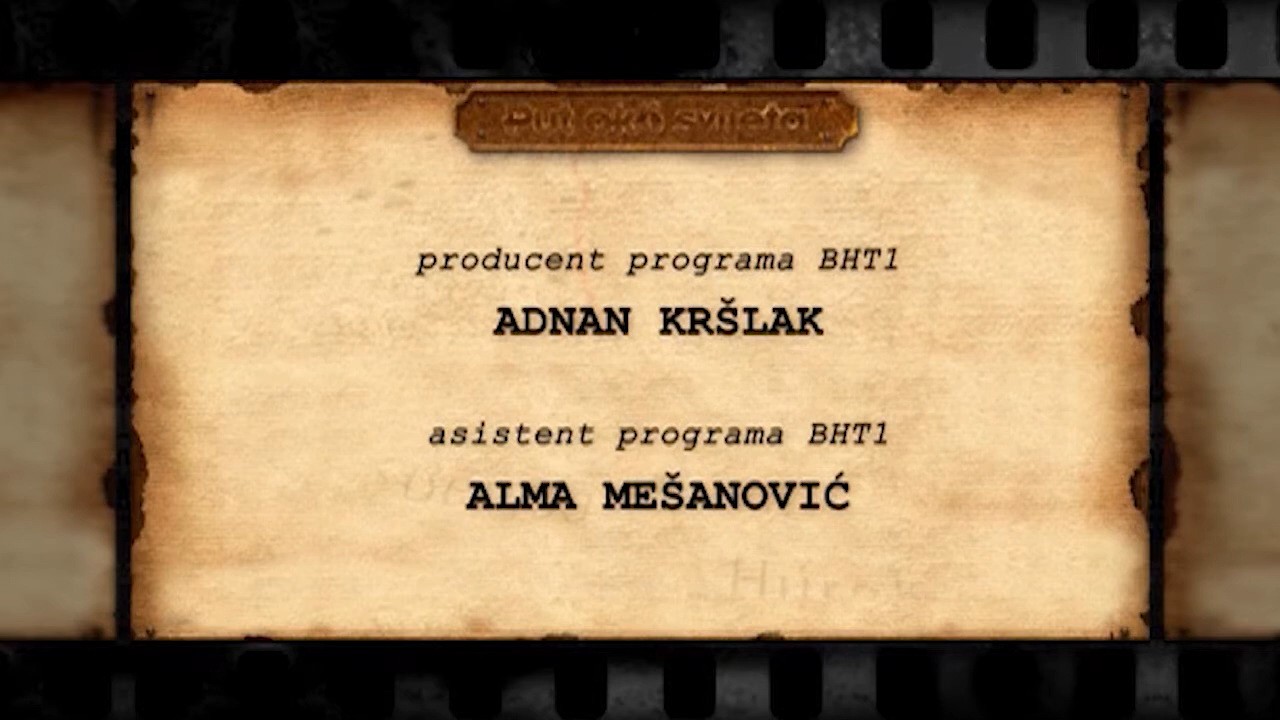 Put oko svijeta
producent programa BHT1
ADNAN KRŠLAK
asistent programa BHT1
ALMA MEŠANOVIĆ